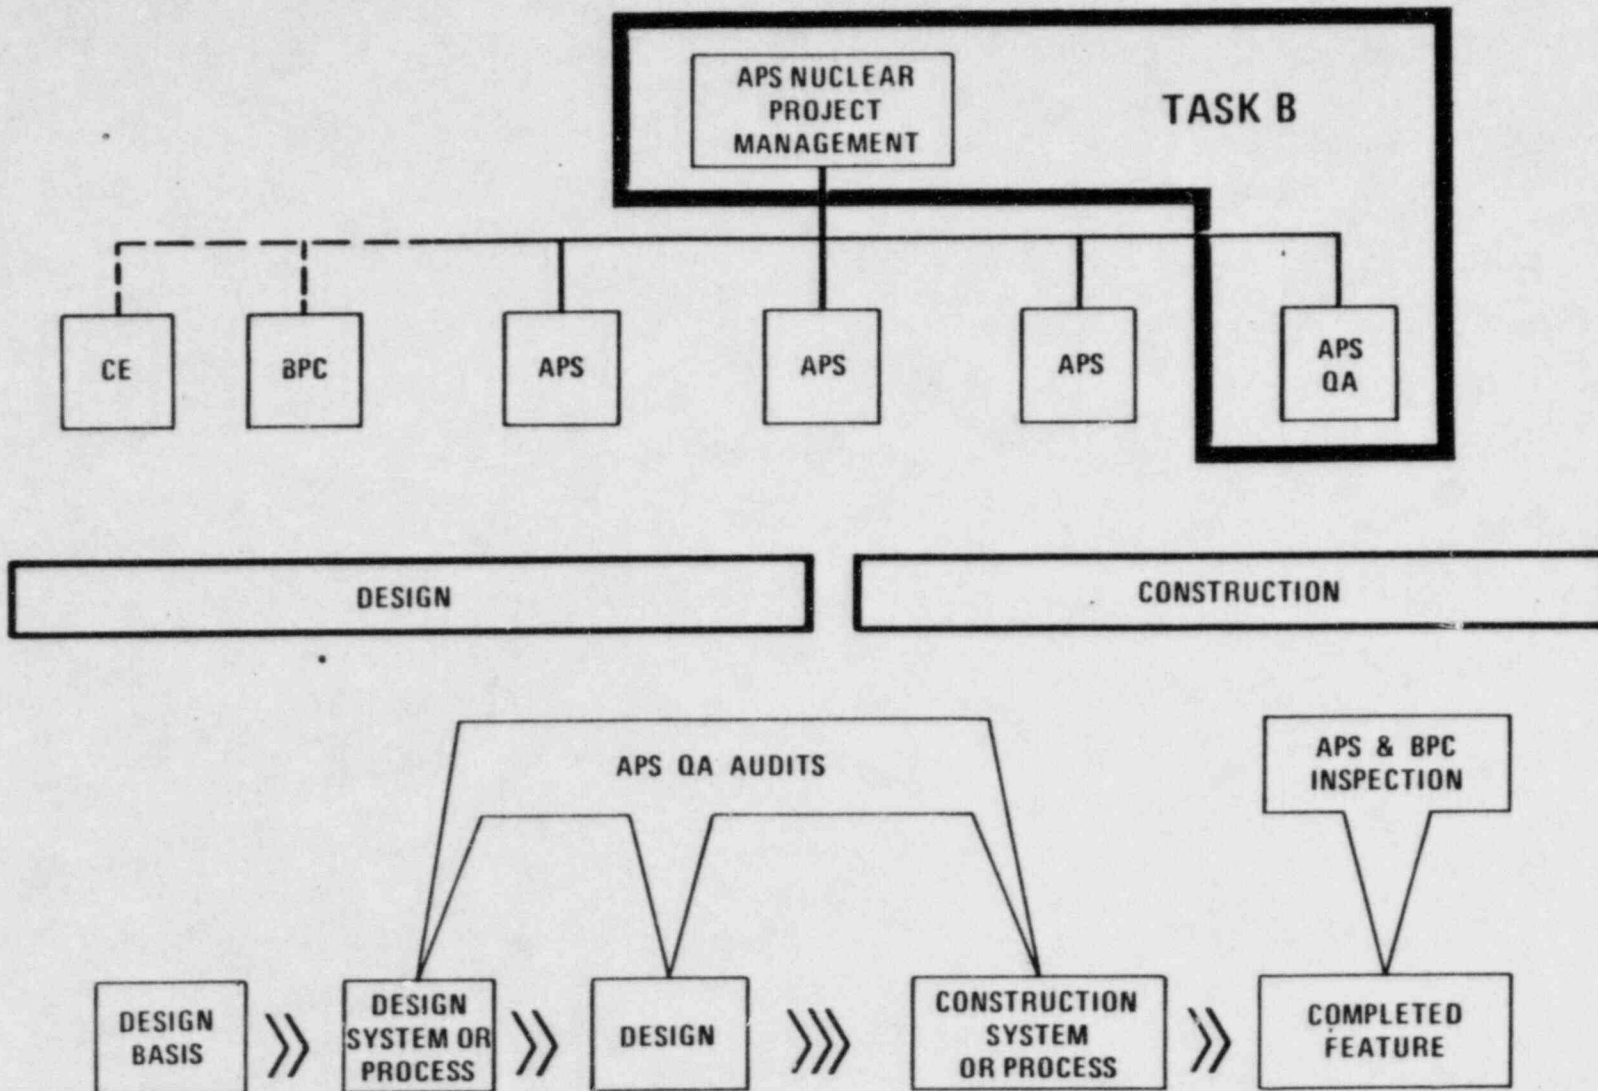 APS NUCLEAR
PROJECT
MANAGEMENT
TASK B
CE
BPC
APS
APS
APS
APS
QA
DESIGN
CONSTRUCTION
APS QA AUDITS
APS & BPC
INSPECTION
DESIGN
BASIS
DESIGN
SYSTEM OR
PROCESS
DESIGN
CONSTRUCTION
SYSTEM
OR PROCESS
COMPLETED
FEATURE